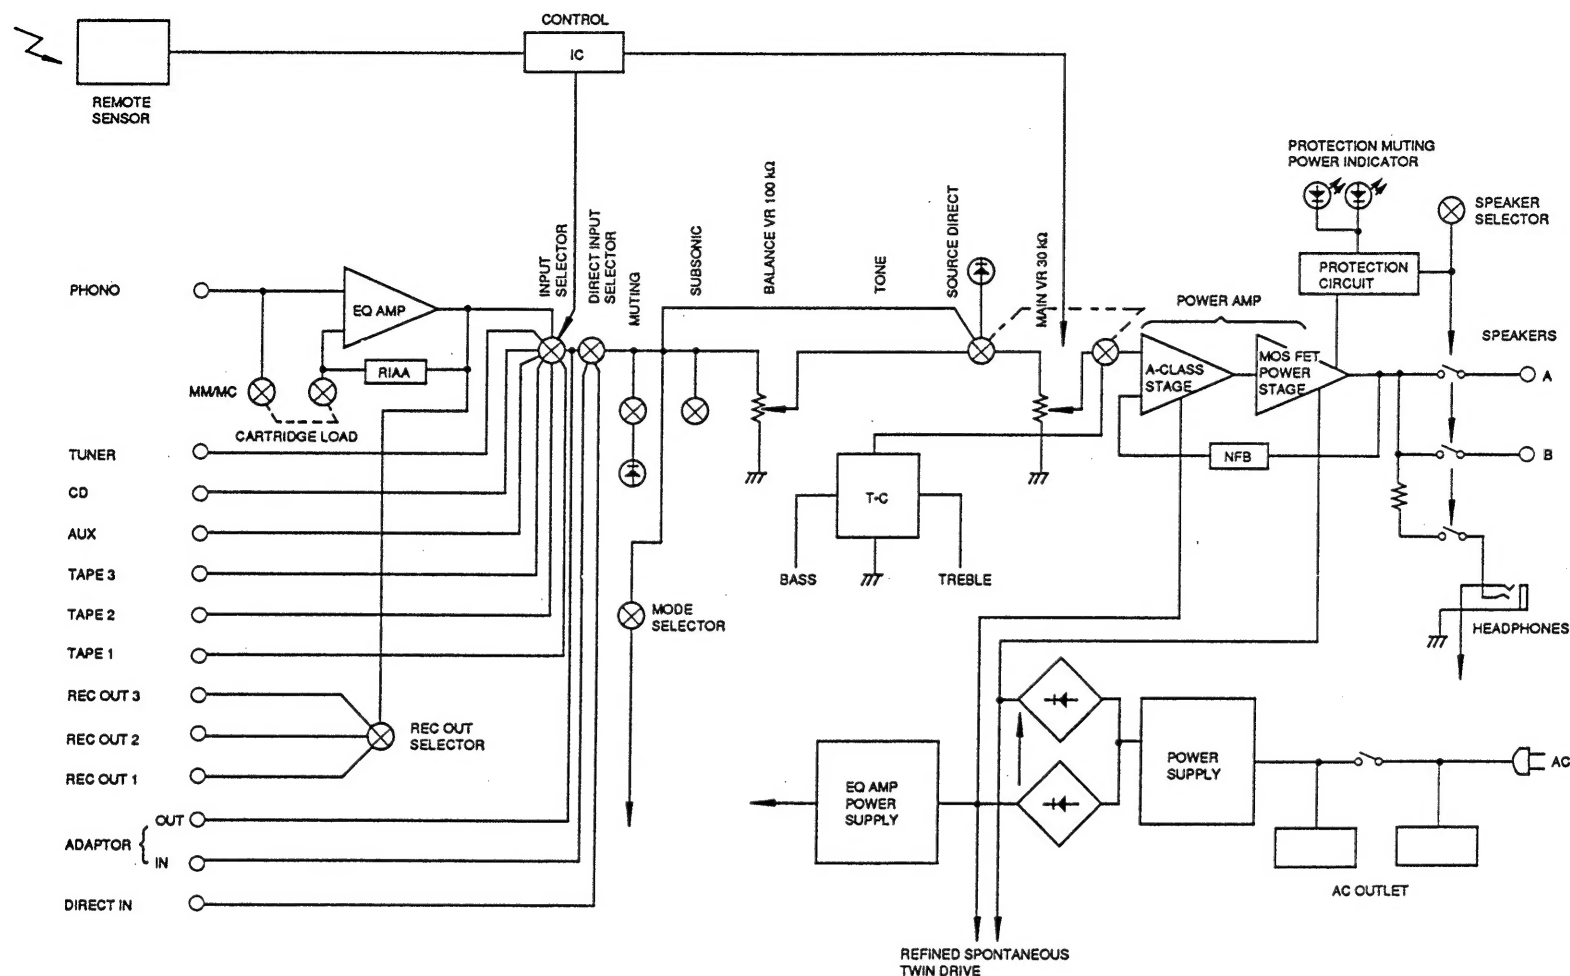 CONTROL
IC
REMOTE
SENSOR
PROTECTION MUTING
POWER INDICATOR
SPEAKER
SELECTOR
PROTECTION
CIRCUIT
INPUT
SELECTOR
DIRECT INPUT
SELECTOR
MUTING
SUBSONIC
BALANCE VR 100 kΩ
TONE
SOURCE DIRECT
MAIN VR 30 kΩ
POWER AMP
PHONO
EQ AMP
RIAA
MM/MC
CARTRIDGE LOAD
A-CLASS
STAGE
MOS FET
POWER
STAGE
SPEAKERS
A
B
NFB
TUNER
CD
AUX
TAPE 3
TAPE 2
TAPE 1
T-C
BASS
TREBLE
MODE
SELECTOR
HEADPHONES
REC OUT 3
REC OUT 2
REC OUT 1
REC OUT
SELECTOR
ADAPTOR
OUT
IN
DIRECT IN
EQ AMP
POWER
SUPPLY
POWER
SUPPLY
AC
AC OUTLET
REFINED SPONTANEOUS
TWIN DRIVE